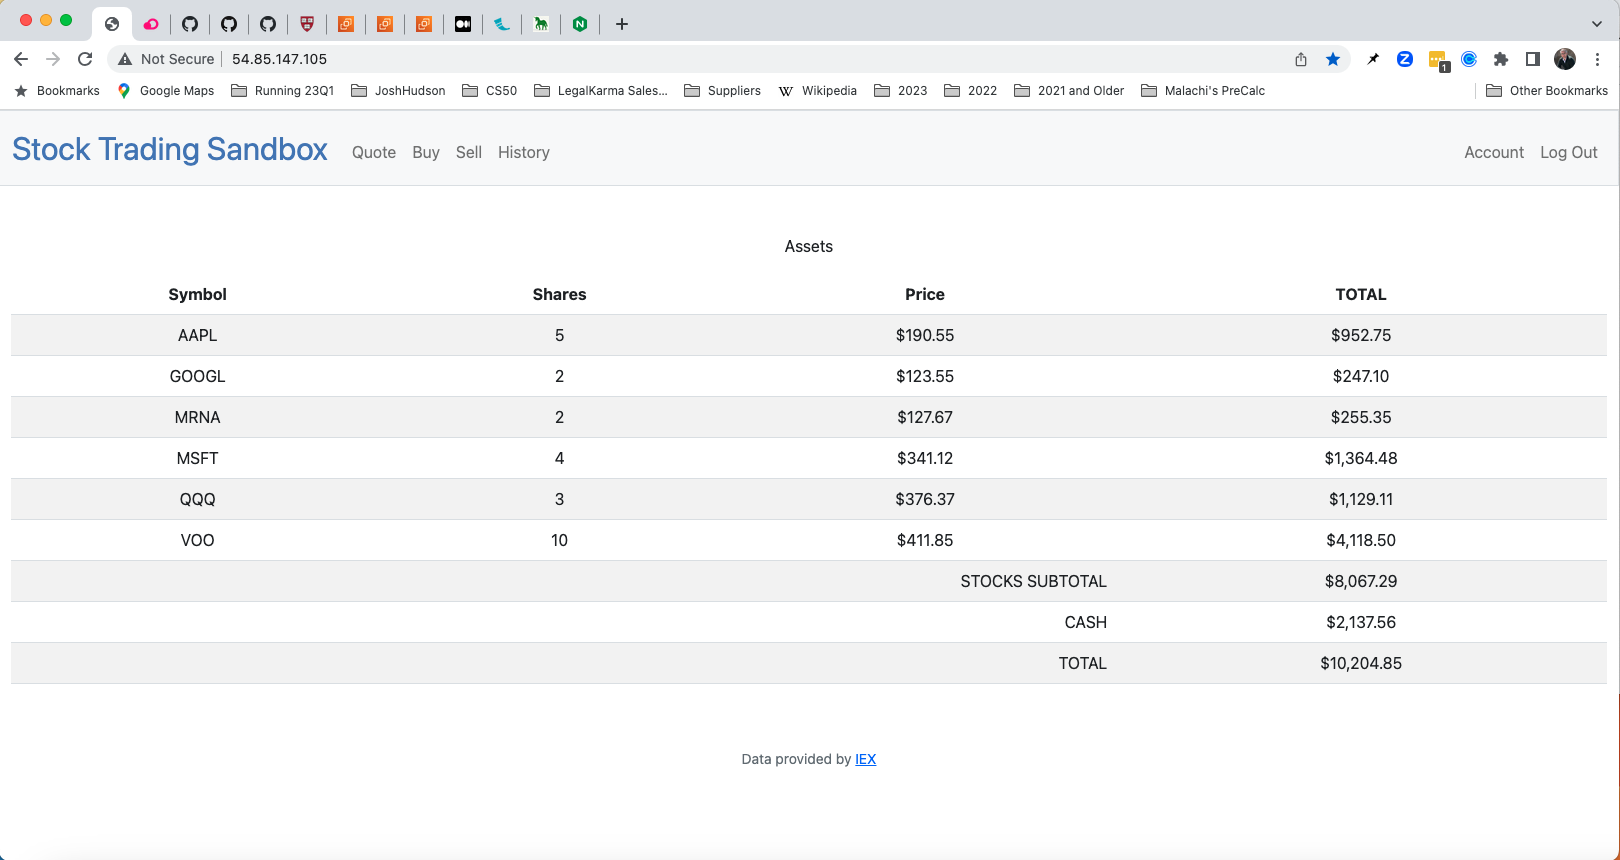 Not Secure 54.85.147.105
1
Bookmarks Google Maps Running 23Q1 JoshHudson CS50 LegalKarma Sales... Suppliers W Wikipedia 2023 2022 2021 and Older Malachi's PreCalc Other Bookmarks
Stock Trading Sandbox Quote Buy Sell History Account Log Out
Assets
Symbol Shares Price TOTAL
AAPL 5 $190.55 $952.75
GOOGL 2 $123.55 $247.10
MRNA 2 $127.67 $255.35
MSFT 4 $341.12 $1,364.48
QQQ 3 $376.37 $1,129.11
VOO 10 $411.85 $4,118.50
STOCKS SUBTOTAL $8,067.29
CASH $2,137.56
TOTAL $10,204.85
Data provided by IEX